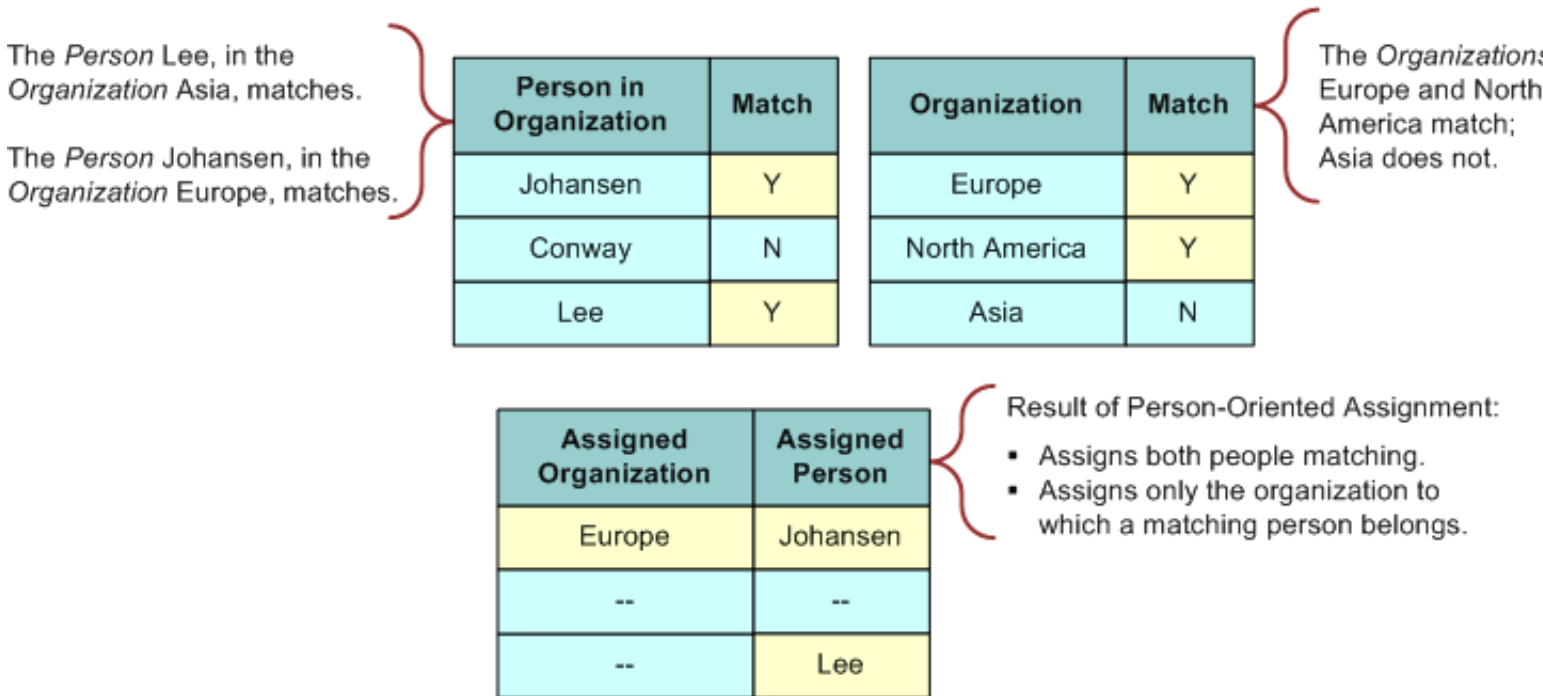 The Person Lee, in the
Organization Asia, matches.
The Person Johansen, in the
Organization Europe, matches.
Person in
Organization
Match
Johansen
Y
Conway
N
Lee
Y
Organization
Match
Europe
Y
North America
Y
Asia
N
The Organizations
Europe and North
America match;
Asia does not.
Assigned
Organization
Assigned
Person
Europe
Johansen
--
--
--
Lee
Result of Person-Oriented Assignment:
▪ Assigns both people matching.
▪ Assigns only the organization to
which a matching person belongs.